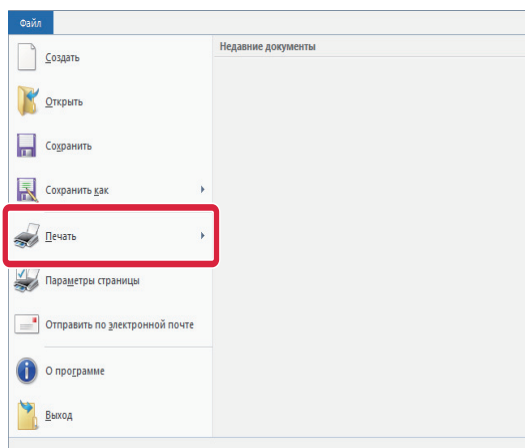 Файл
Недавние документы
Создать
Открыть
Сохранить
Сохранить как
Печать
Параметры страницы
Отправить по электронной почте
О программе
Выход